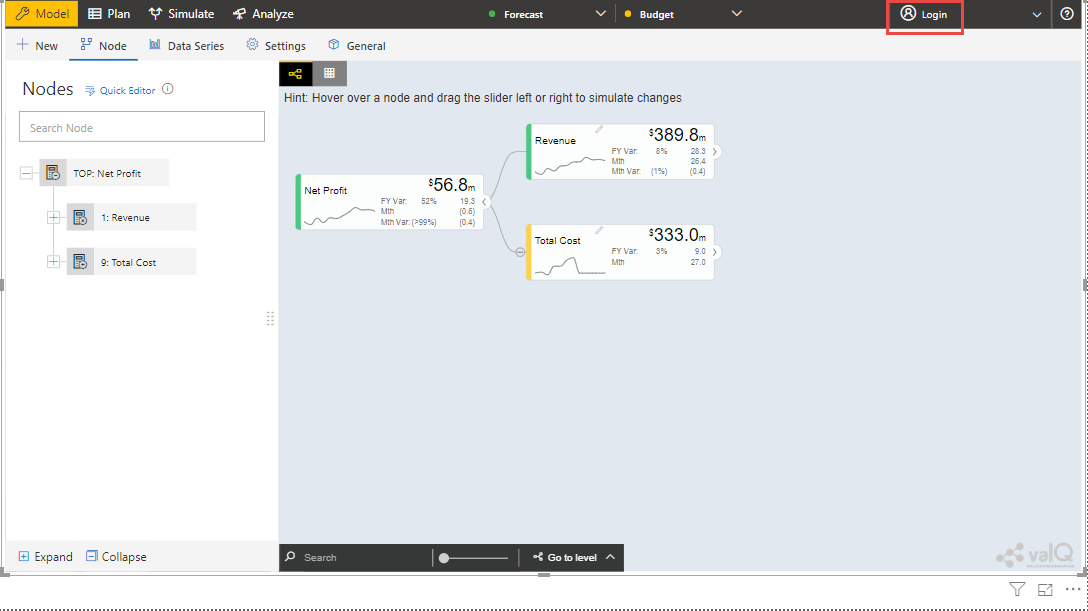 Model Plan Simulate Analyze Forecast Budget Login
New Node Data Series Settings General
Nodes Quick Editor
Search Node
TOP: Net Profit
1: Revenue
9: Total Cost
Expand Collapse
Hint: Hover over a node and drag the slider left or right to simulate changes
Net Profit $56.8m
FY Var: 52% 19.3
Mth (0.6)
Mth Var: (>99%) (0.4)
Revenue $389.8m
FY Var: 8% 28.3
Mth 26.4
Mth Var: (1%) (0.4)
Total Cost $333.0m
FY Var: 3% 9.0
Mth 27.0
Search Go to level
valQ